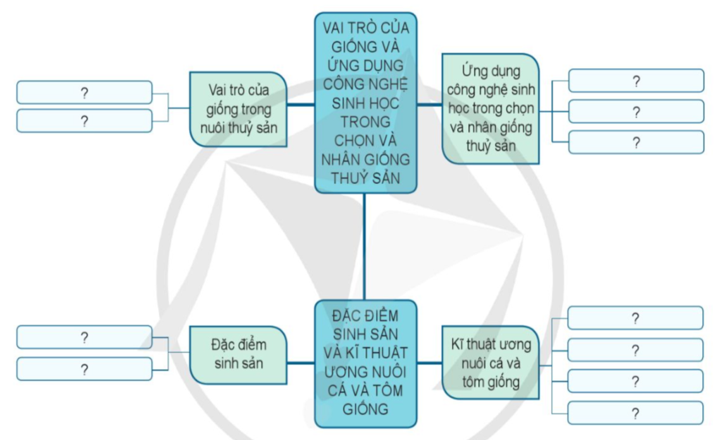 VAI TRÒ CỦA
GIỐNG VÀ
ỨNG DỤNG
CÔNG NGHỆ
SINH HỌC
TRONG
CHỌN VÀ
NHÂN GIỐNG
THUỶ SẢN
Vai trò của
giống trong
nuôi thuỷ sản
?
?
Ứng dụng
công nghệ sinh
học trong chọn
và nhân giống
thuỷ sản
?
?
?
ĐẶC ĐIỂM
SINH SẢN
VÀ KĨ THUẬT
ƯƠNG NUÔI
CÁ VÀ TÔM
GIỐNG
Đặc điểm
sinh sản
?
?
Kĩ thuật ương
nuôi cá và
tôm giống
?
?
?
?